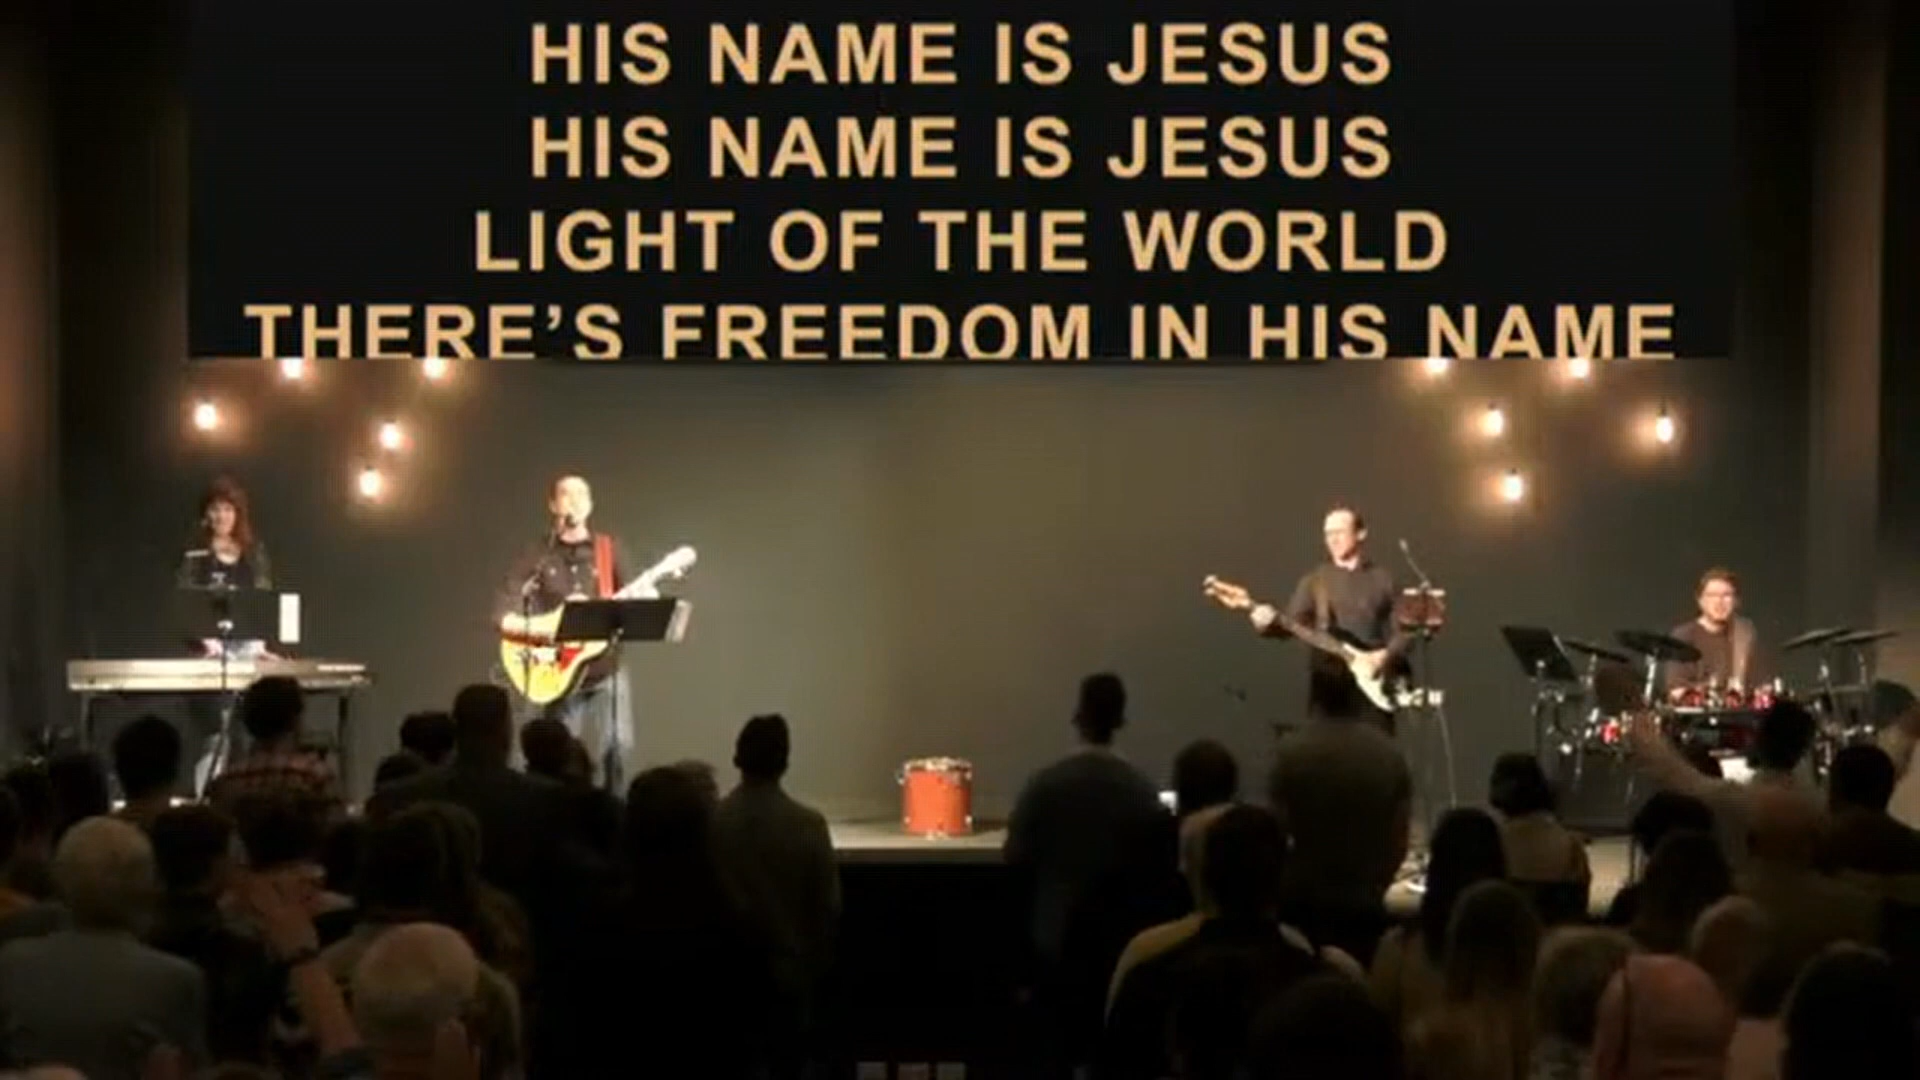 HIS NAME IS JESUS
HIS NAME IS JESUS
LIGHT OF THE WORLD
THERE’S FREEDOM IN HIS NAME